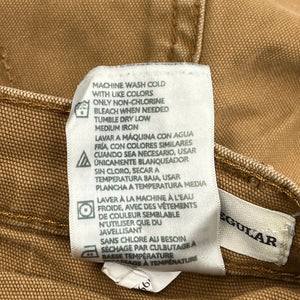 MACHINE WASH COLD
WITH LIKE COLORS
ONLY NON-CHLORINE
BLEACH WHEN NEEDED
TUMBLE DRY LOW
MEDIUM IRON
LAVAR A MÁQUINA CON AGUA
FRÍA, CON COLORES SIMILARES
CUANDO SEA NECESARIO, USAR
ÚNICAMENTE BLANQUEADOR
SIN CLORO, SECAR A
TEMPERATURA BAJA, USAR
PLANCHA A TEMPERATURA MEDIA
LAVER À LA MACHINE À L'EAU
FROIDE, AVEC DES VÊTEMENTS
DE COULEUR SEMBLABLE
N'UTILISER QUE DU
JAVELLISANT
SANS CHLORE AU BESOIN
SÉCHAGE PAR CULBUTAGE À
BASSE TEMPÉRATURE
REGULAR